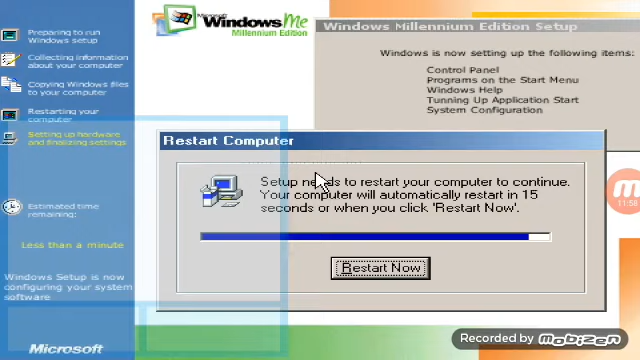 Preparing to run
Windows setup
Collecting information
about your computer
Copying Windows files
to your computer
Restarting your
computer
Setting up hardware
and finalizing settings
Estimated time
remaining:
Less than a minute
Windows Setup is now
configuring your system
software
Microsoft
Microsoft
Windows Me
Millennium Edition
Windows Millennium Edition Setup
Windows is now setting up the following items:
Control Panel
Programs on the Start Menu
Windows Help
Tunning Up Application Start
System Configuration
Restart Computer
Setup needs to restart your computer to continue.
Your computer will automatically restart in 15
seconds or when you click 'Restart Now'.
Restart Now
11:58
Recorded by Mobizen